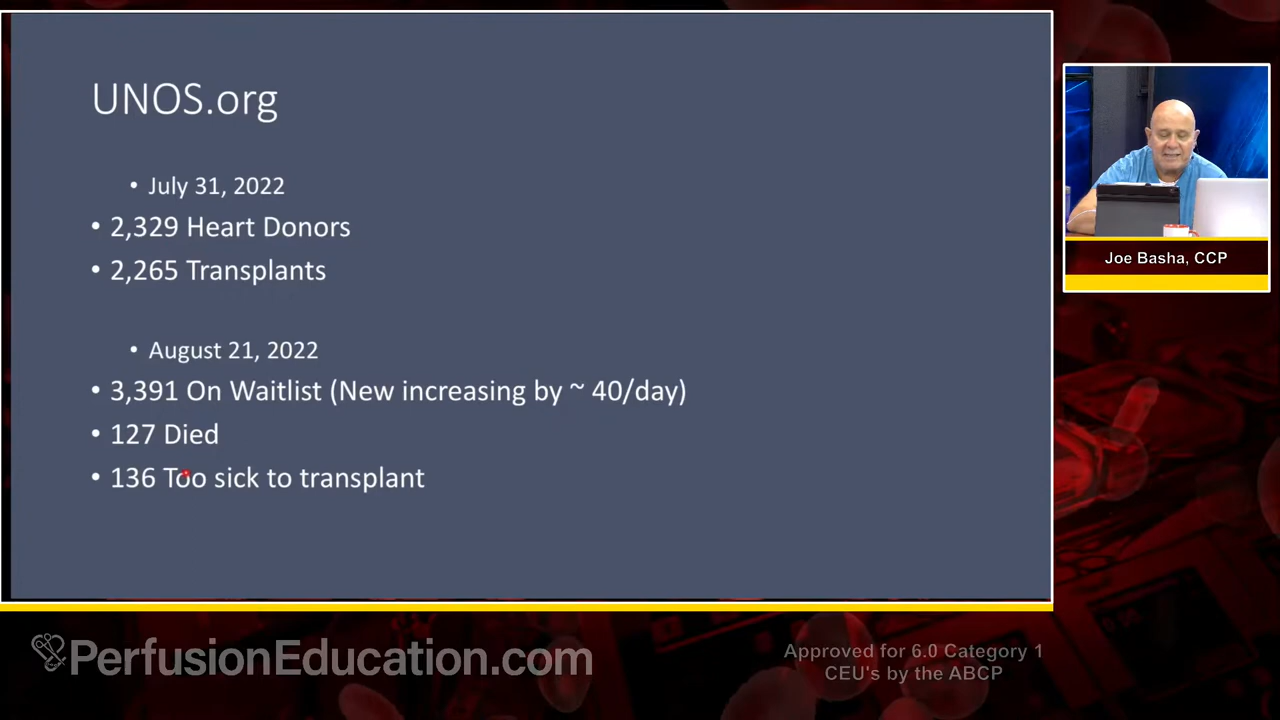 UNOS.org
• July 31, 2022
• 2,329 Heart Donors
• 2,265 Transplants
• August 21, 2022
• 3,391 On Waitlist (New increasing by ~ 40/day)
• 127 Died
• 136 Too sick to transplant
Joe Basha, CCP
PerfusionEducation.com
Approved for 6.0 Category 1
CEU's by the ABCP